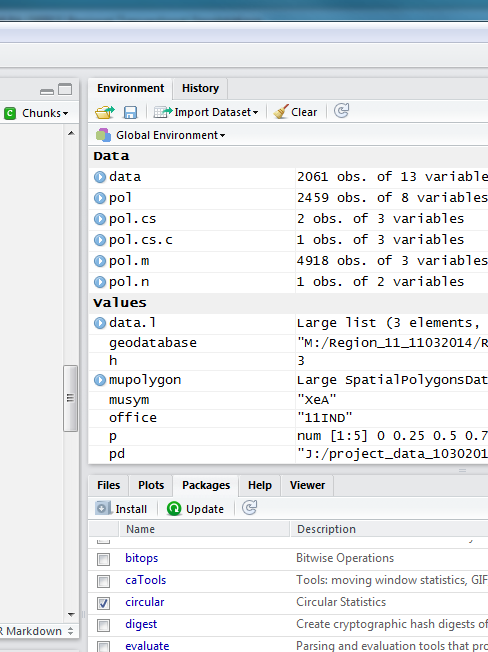 Environment History
Chunks
Import Dataset Clear
Global Environment
Data
data 2061 obs. of 13 variable
pol 2459 obs. of 8 variables
pol.cs 2 obs. of 3 variables
pol.cs.c 1 obs. of 3 variables
pol.m 4918 obs. of 3 variables
pol.n 1 obs. of 2 variables
Values
data.l Large list (3 elements,
geodatabase "M:/Region_11_11032014/R
h 3
mupolygon Large SpatialPolygonsDat
musym "XeA"
office "11IND"
p num [1:5] 0 0.25 0.5 0.7
pd "J:/project_data_1030201
Files Plots Packages Help Viewer
Install Update
Name Description
bitops Bitwise Operations
caTools Tools: moving window statistics, GIF
circular Circular Statistics
digest Create cryptographic hash digests of
R Markdown
evaluate Parsing and evaluation tools that pro